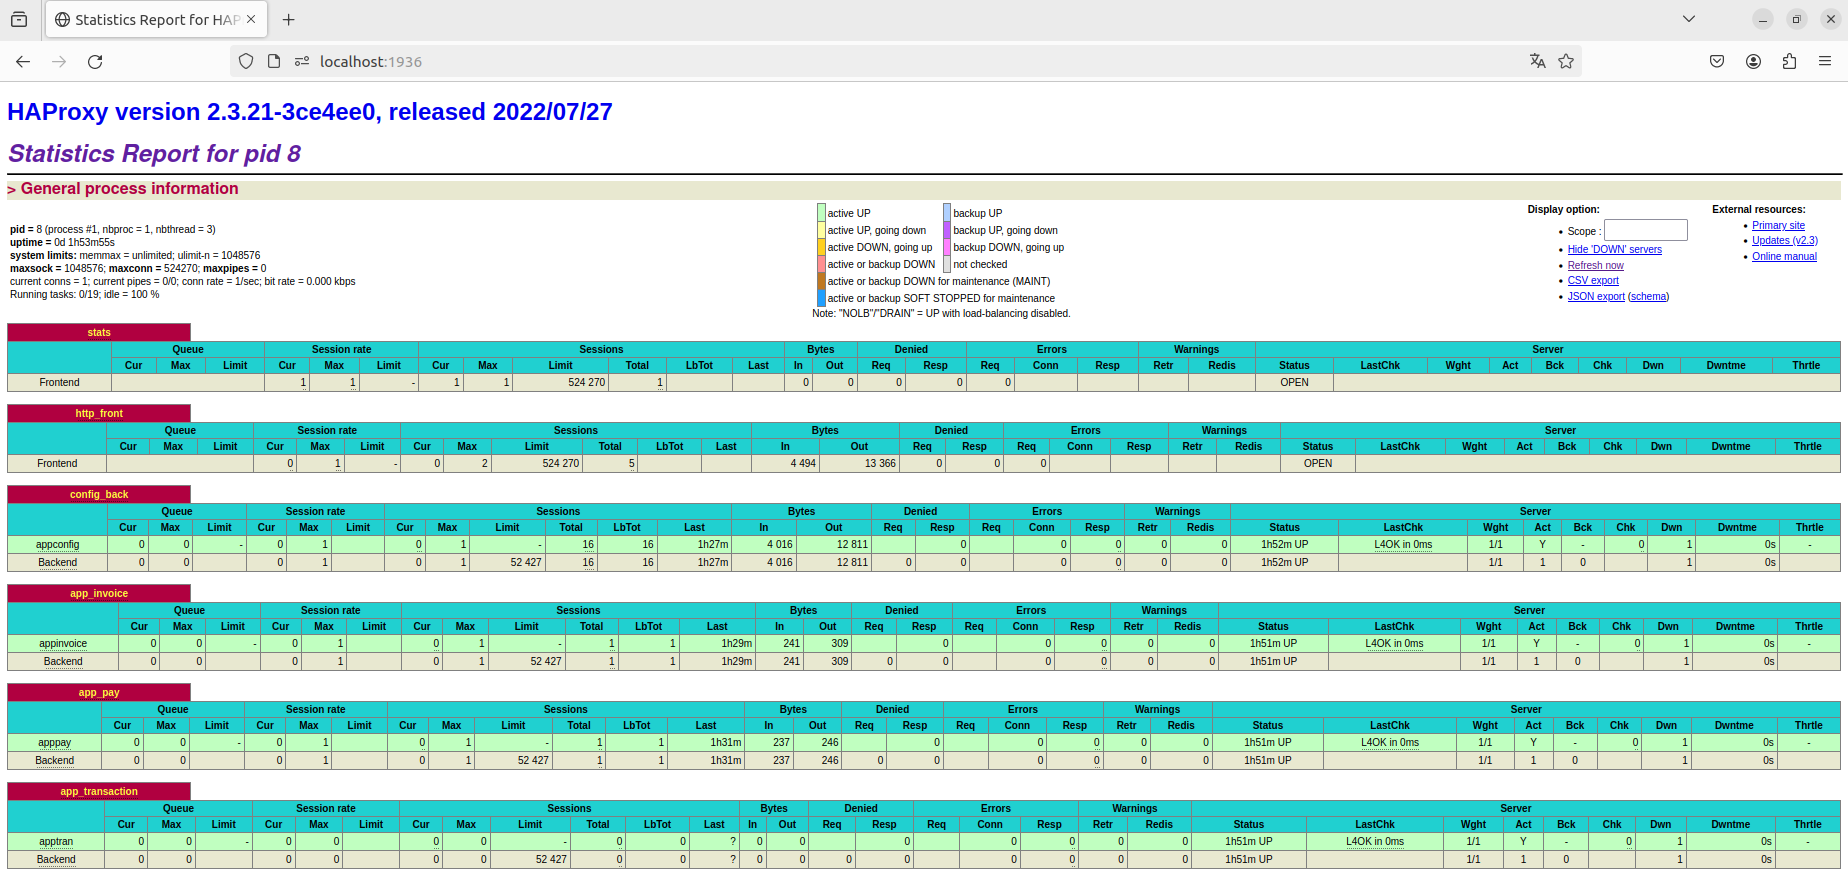 Statistics Report for HAP
localhost:1936
HAProxy version 2.3.21-3ce4ee0, released 2022/07/27
Statistics Report for pid 8
> General process information
pid = 8 (process #1, nbproc = 1, nbthread = 3)
uptime = 0d 1h53m55s
system limits: memmax = unlimited; ulimit-n = 1048576
maxsock = 1048576; maxconn = 524270; maxpipes = 0
current conns = 1; current pipes = 0/0; conn rate = 1/sec; bit rate = 0.000 kbps
Running tasks: 0/19; idle = 100 %
active UP backup UP
active UP, going down backup UP, going down
active DOWN, going up backup DOWN, going up
active or backup DOWN not checked
active or backup DOWN for maintenance (MAINT)
active or backup SOFT STOPPED for maintenance
Note: "NOLB"/"DRAIN" = UP with load-balancing disabled.
Display option:
Scope :
Hide 'DOWN' servers
Refresh now
CSV export
JSON export (schema)
External resources:
Primary site
Updates (v2.3)
Online manual
stats
Queue Session rate Sessions Bytes Denied Errors Warnings Server
Cur Max Limit Cur Max Limit Cur Max Limit Total LbTot Last In Out Req Resp Req Conn Resp Retr Redis Status LastChk Wght Act Bck Chk Dwn Dwntme Thrtle
Frontend 1 1 - 1 1 524 270 1 0 0 0 0 0 OPEN
http_front
Queue Session rate Sessions Bytes Denied Errors Warnings Server
Cur Max Limit Cur Max Limit Cur Max Limit Total LbTot Last In Out Req Resp Req Conn Resp Retr Redis Status LastChk Wght Act Bck Chk Dwn Dwntme Thrtle
Frontend 0 1 - 0 2 524 270 5 4 494 13 366 0 0 0 OPEN
config_back
Queue Session rate Sessions Bytes Denied Errors Warnings Server
Cur Max Limit Cur Max Limit Cur Max Limit Total LbTot Last In Out Req Resp Req Conn Resp Retr Redis Status LastChk Wght Act Bck Chk Dwn Dwntme Thrtle
appconfig 0 0 - 0 1 0 1 - 16 16 1h27m 4 016 12 811 0 0 0 0 0 1h52m UP L4OK in 0ms 1/1 Y - 0 1 0s -
Backend 0 0 0 1 0 1 52 427 16 16 1h27m 4 016 12 811 0 0 0 0 0 0 1h52m UP 1/1 1 0 1 0s
app_invoice
Queue Session rate Sessions Bytes Denied Errors Warnings Server
Cur Max Limit Cur Max Limit Cur Max Limit Total LbTot Last In Out Req Resp Req Conn Resp Retr Redis Status LastChk Wght Act Bck Chk Dwn Dwntme Thrtle
appinvoice 0 0 - 0 1 0 1 - 1 1 1h29m 241 309 0 0 0 0 0 1h51m UP L4OK in 0ms 1/1 Y - 0 1 0s -
Backend 0 0 0 1 0 1 52 427 1 1 1h29m 241 309 0 0 0 0 0 0 1h51m UP 1/1 1 0 1 0s
app_pay
Queue Session rate Sessions Bytes Denied Errors Warnings Server
Cur Max Limit Cur Max Limit Cur Max Limit Total LbTot Last In Out Req Resp Req Conn Resp Retr Redis Status LastChk Wght Act Bck Chk Dwn Dwntme Thrtle
apppay 0 0 - 0 1 0 1 - 1 1 1h31m 237 246 0 0 0 0 0 1h51m UP L4OK in 0ms 1/1 Y - 0 1 0s -
Backend 0 0 0 1 0 1 52 427 1 1 1h31m 237 246 0 0 0 0 0 0 1h51m UP 1/1 1 0 1 0s
app_transaction
Queue Session rate Sessions Bytes Denied Errors Warnings Server
Cur Max Limit Cur Max Limit Cur Max Limit Total LbTot Last In Out Req Resp Req Conn Resp Retr Redis Status LastChk Wght Act Bck Chk Dwn Dwntme Thrtle
apptran 0 0 - 0 0 0 0 - 0 0 ? 0 0 0 0 0 0 0 1h51m UP L4OK in 0ms 1/1 Y - 0 1 0s -
Backend 0 0 0 0 0 0 52 427 0 0 ? 0 0 0 0 0 0 0 0 1h51m UP 1/1 1 0 1 0s